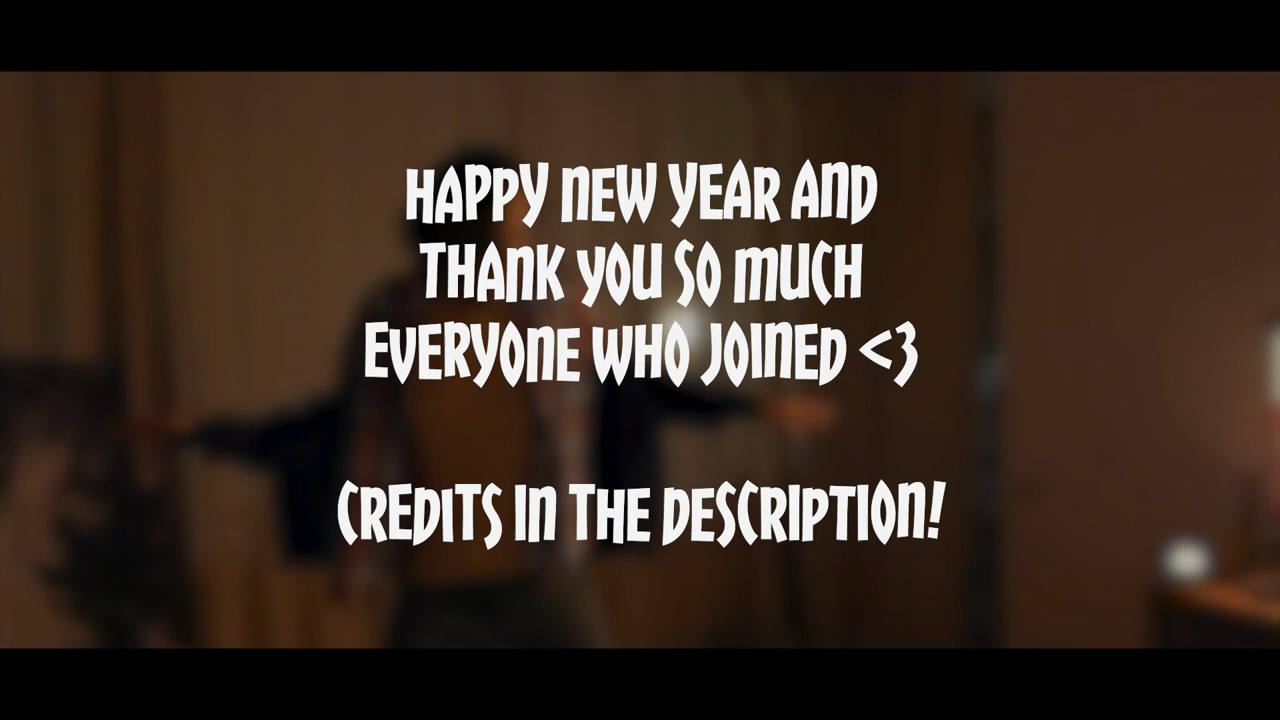 HAPPY NEW YEAR AND
THANK YOU SO MUCH
EVERYONE WHO JOINED <3
CREDITS IN THE DESCRIPTION!